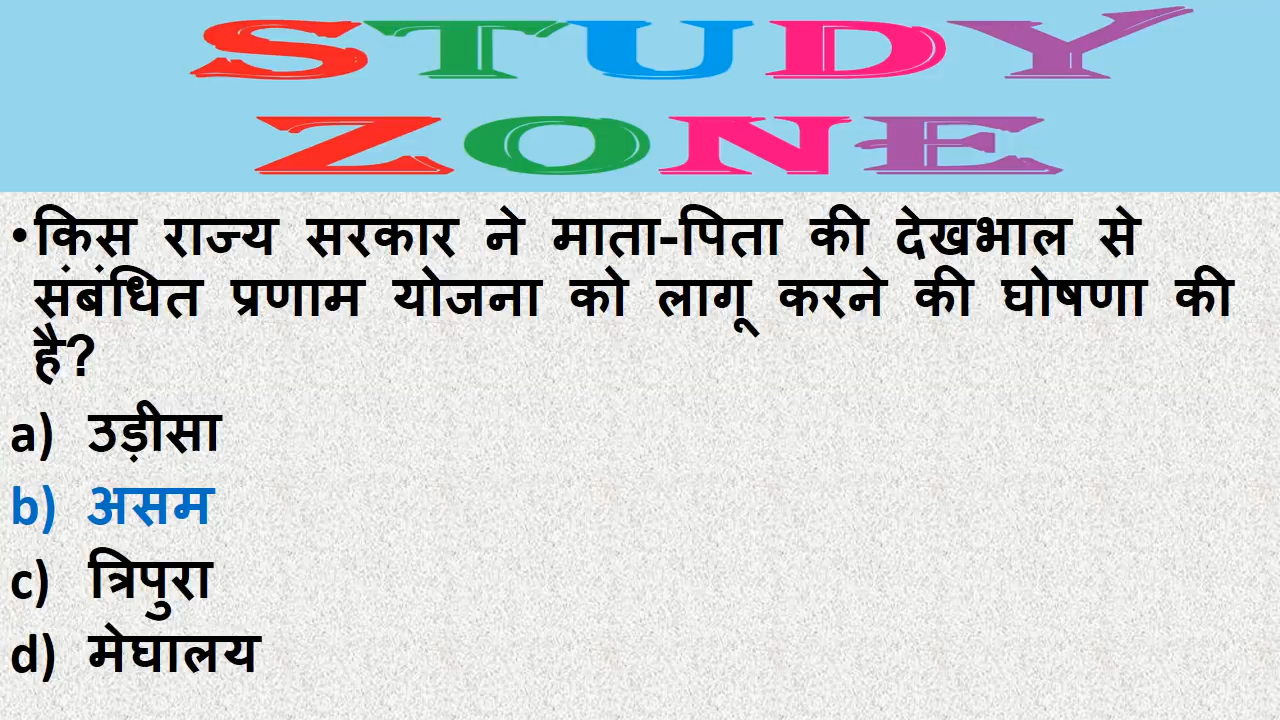 STUDY
ZONE
•किस राज्य सरकार ने माता-पिता की देखभाल से
संबंधित प्रणाम योजना को लागू करने की घोषणा की
है?
a) उड़ीसा
b) असम
c) त्रिपुरा
d) मेघालय